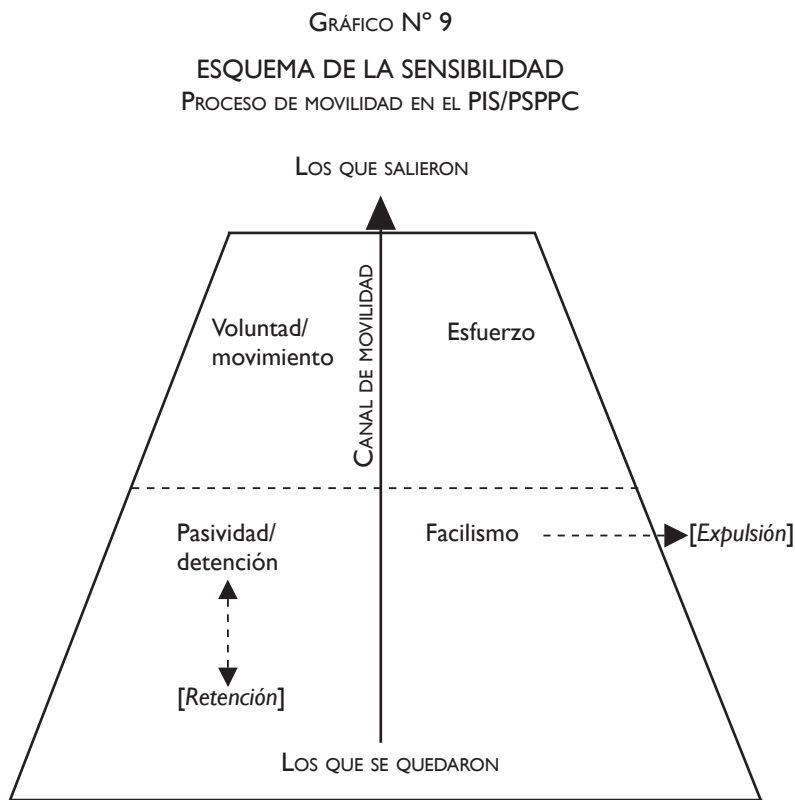 Gráfico Nº 9
ESQUEMA DE LA SENSIBILIDAD
Proceso de movilidad en el PIS/PSPPC
Los que salieron
Canal de movilidad
Voluntad/
movimiento
Esfuerzo
Pasividad/
detención
Facilismo
[Expulsión]
[Retención]
Los que se quedaron